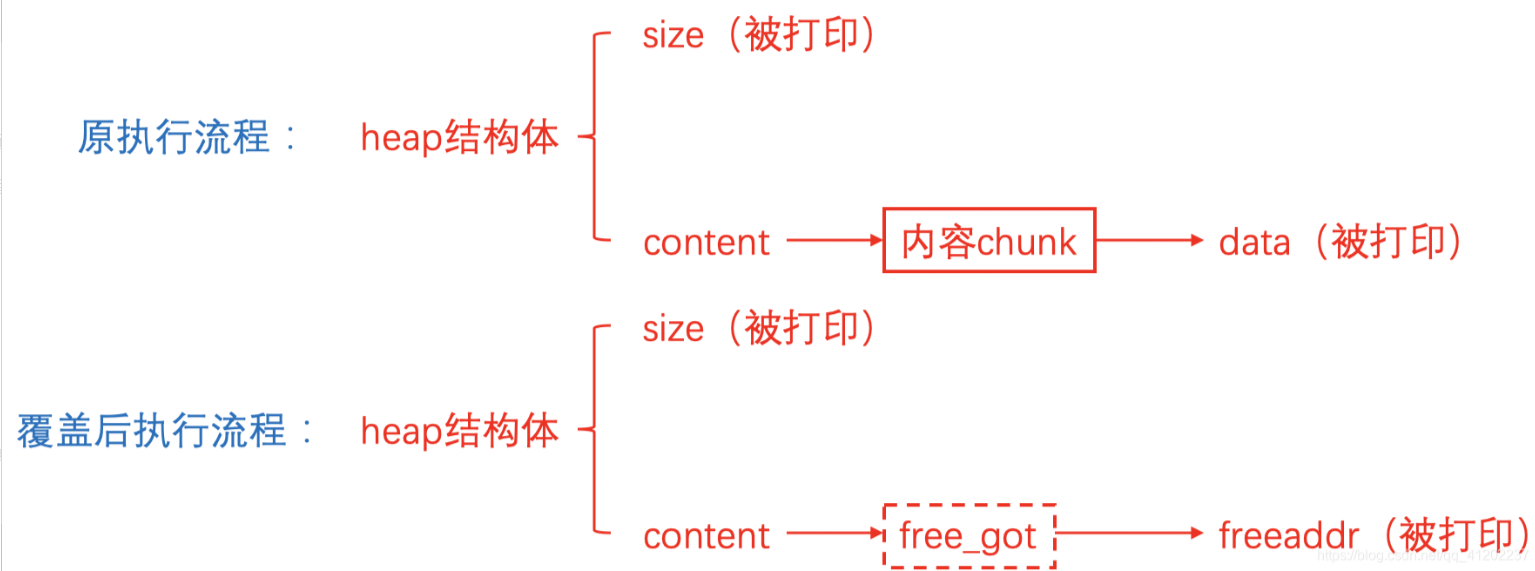 size（被打印）
原执行流程： heap结构体
content 内容chunk data（被打印）
size（被打印）
覆盖后执行流程： heap结构体
content free_got freeaddr（被打印）
https://blog.csdn.net/qq_41202237